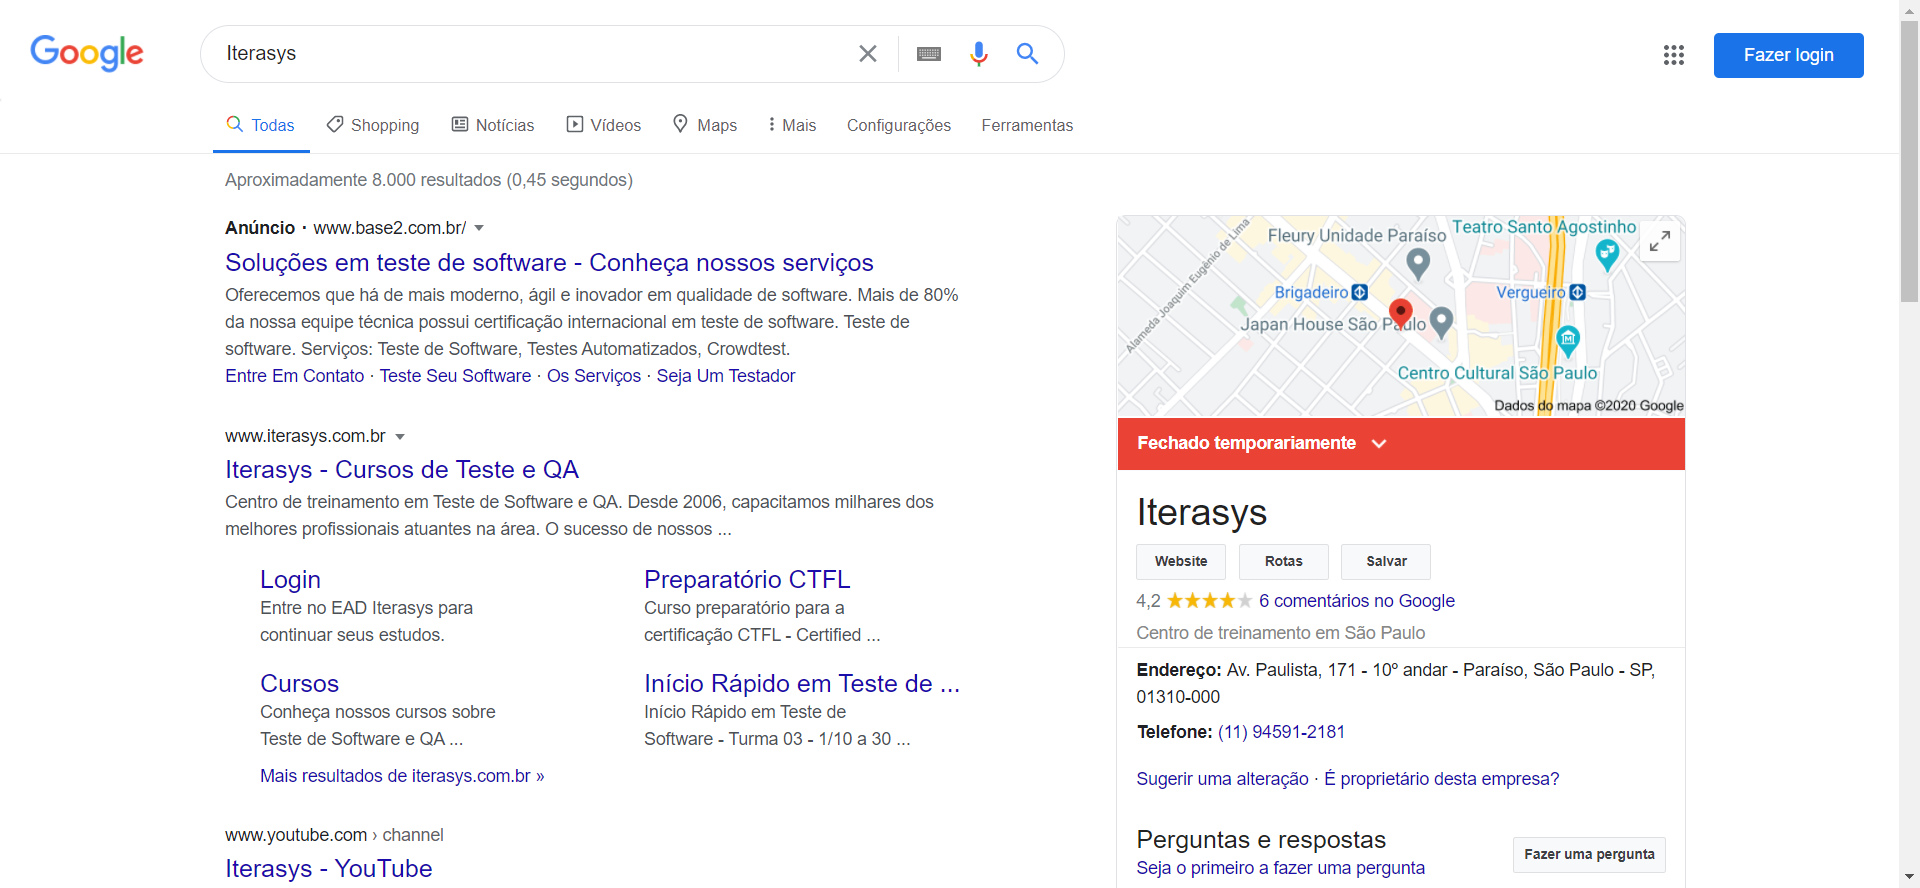 Google
Iterasys
Fazer login
Todas
Shopping
Notícias
Vídeos
Maps
Mais
Configurações
Ferramentas
Aproximadamente 8.000 resultados (0,45 segundos)
Anúncio · www.base2.com.br/
Soluções em teste de software - Conheça nossos serviços
Oferecemos que há de mais moderno, ágil e inovador em qualidade de software. Mais de 80%
da nossa equipe técnica possui certificação internacional em teste de software. Teste de
software. Serviços: Teste de Software, Testes Automatizados, Crowdtest.
Entre Em Contato · Teste Seu Software · Os Serviços · Seja Um Testador
www.iterasys.com.br
Iterasys - Cursos de Teste e QA
Centro de treinamento em Teste de Software e QA. Desde 2006, capacitamos milhares dos
melhores profissionais atuantes na área. O sucesso de nossos ...
Login
Entre no EAD Iterasys para
continuar seus estudos.
Preparatório CTFL
Curso preparatório para a
certificação CTFL - Certified ...
Cursos
Conheça nossos cursos sobre
Teste de Software e QA ...
Início Rápido em Teste de ...
Início Rápido em Teste de
Software - Turma 03 - 1/10 a 30 ...
Mais resultados de iterasys.com.br »
www.youtube.com › channel
Iterasys - YouTube
Teatro Santo Agostinho
Fleury Unidade Paraíso
Alameda Joaquim Eugênio de Lima
Brigadeiro
Vergueiro
Japan House São Paulo
Centro Cultural São Paulo
Dados do mapa ©2020 Google
Fechado temporariamente
Iterasys
Website
Rotas
Salvar
4,2 ★★★★★ 6 comentários no Google
Centro de treinamento em São Paulo
Endereço: Av. Paulista, 171 - 10º andar - Paraíso, São Paulo - SP,
01310-000
Telefone: (11) 94591-2181
Sugerir uma alteração · É proprietário desta empresa?
Perguntas e respostas
Seja o primeiro a fazer uma pergunta
Fazer uma pergunta